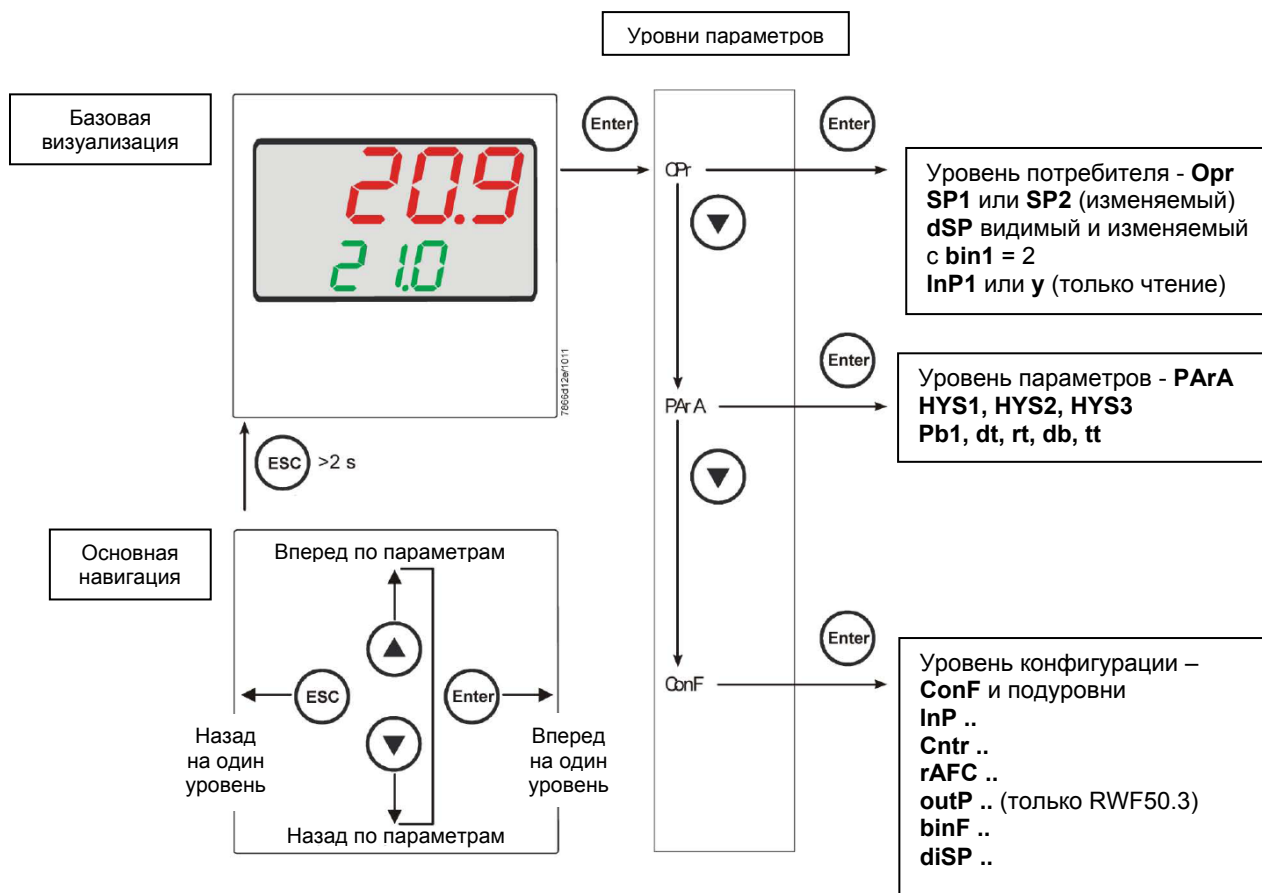 Уровни параметров
Базовая
визуализация
20.9
21.0
7866d12e/1011
Enter
OPr
Enter
Уровень потребителя - Opr
SP1 или SP2 (изменяемый)
dSP видимый и изменяемый
с bin1 = 2
InP1 или y (только чтение)
PArA
Enter
Уровень параметров - PArA
HYS1, HYS2, HYS3
Pb1, dt, rt, db, tt
ESC >2 s
Основная
навигация
Вперед по параметрам
ESC
Enter
Назад
на один
уровень
Вперед
на один
уровень
Назад по параметрам
ConF
Enter
Уровень конфигурации –
ConF и подуровни
InP ..
Cntr ..
rAFC ..
outP .. (только RWF50.3)
binF ..
diSP ..